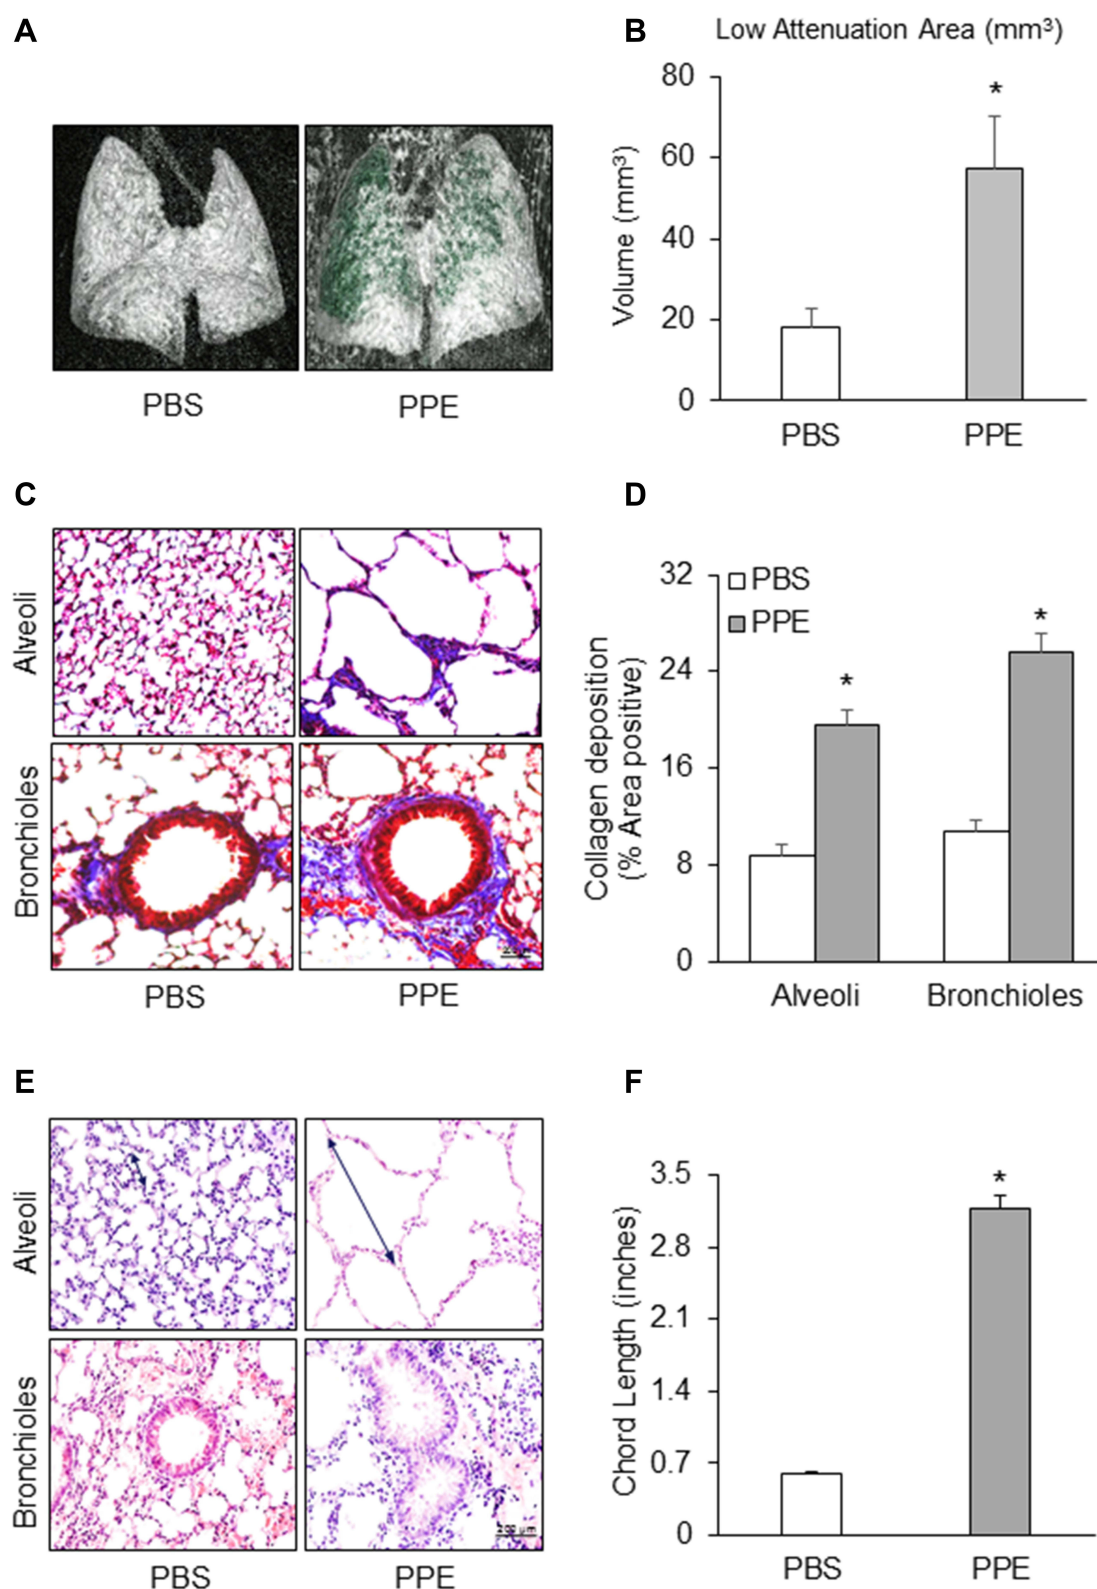 A
PBS
PPE
B
Low Attenuation Area (mm³)
Volume (mm³)
80
60
40
20
0
*
PBS
PPE
C
Alveoli
Bronchioles
PBS
PPE
D
Collagen deposition
(% Area positive)
32
24
16
8
0
PBS
PPE
*
*
Alveoli
Bronchioles
E
Alveoli
Bronchioles
200 µm
PBS
PPE
F
Chord Length (inches)
3.5
2.8
2.1
1.4
0.7
0
*
PBS
PPE